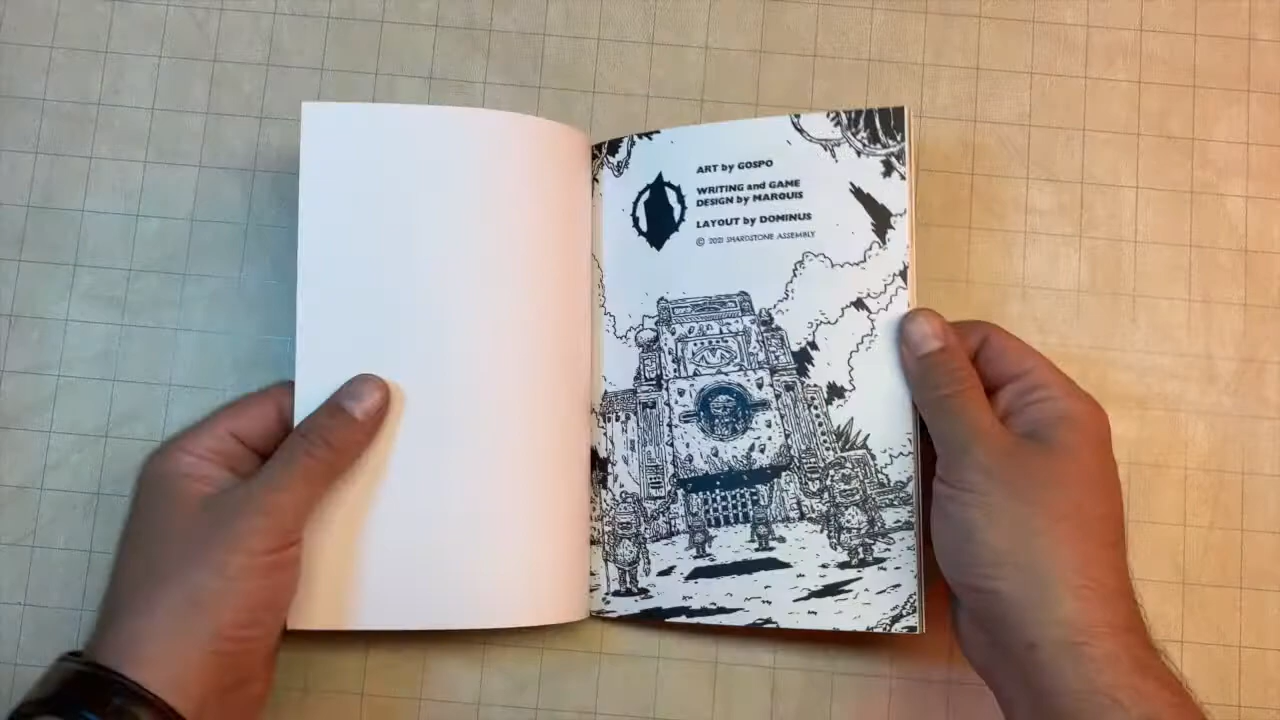 ART by GOSPO
WRITING and GAME
DESIGN by MARQUIS
LAYOUT by DOMINUS
© 2021 SHARDSTONE ASSEMBLY